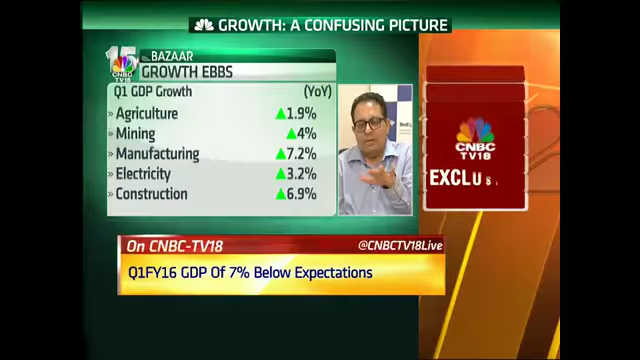 GROWTH: A CONFUSING PICTURE
15
CNBC
TV18
BAZAAR
GROWTH EBBS
Q1 GDP Growth (YoY)
» Agriculture ▲1.9%
» Mining ▲4%
» Manufacturing ▲7.2%
» Electricity ▲3.2%
» Construction ▲6.9%
CNBC
TV18
EXCLUS
On CNBC-TV18 @CNBCTV18Live
Q1FY16 GDP Of 7% Below Expectations